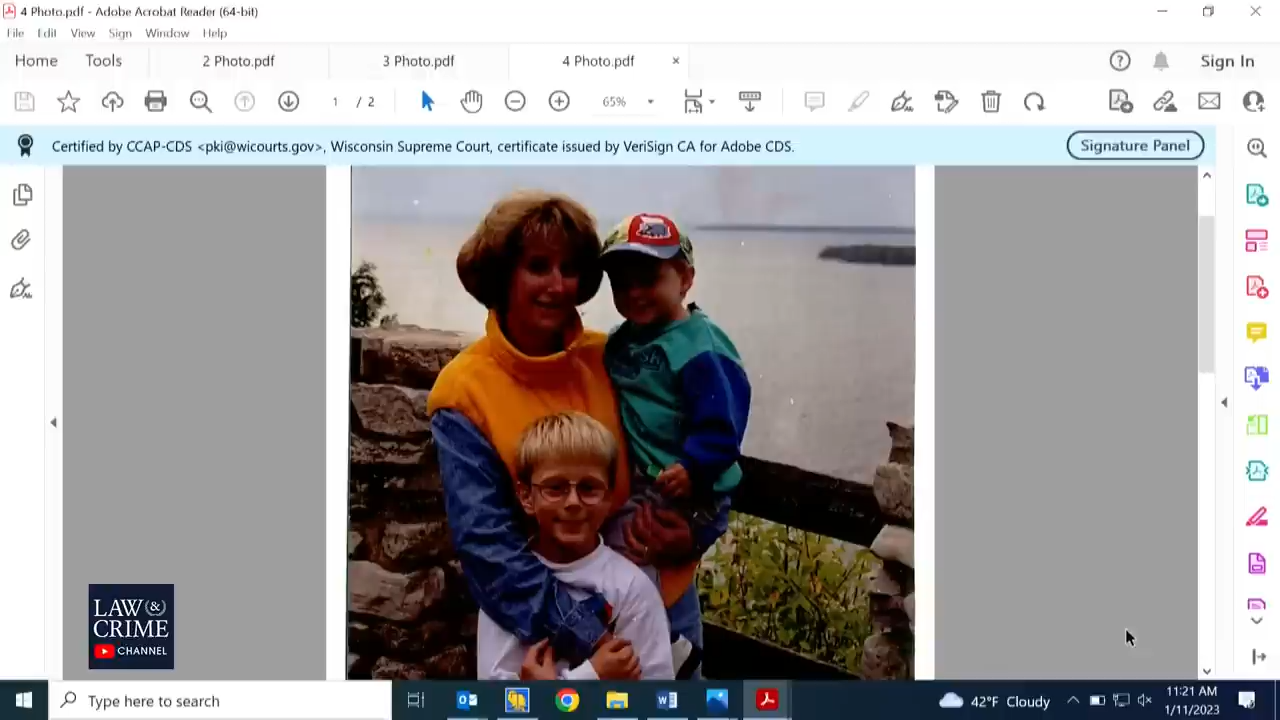 4 Photo.pdf - Adobe Acrobat Reader (64-bit)
File Edit View Sign Window Help
Home Tools 2 Photo.pdf 3 Photo.pdf 4 Photo.pdf × Sign In
1 / 2 65%
Certified by CCAP-CDS <pki@wicourts.gov>, Wisconsin Supreme Court, certificate issued by VeriSign CA for Adobe CDS. Signature Panel
LAW &
CRIME
CHANNEL
Type here to search 42°F Cloudy 11:21 AM
1/11/2023